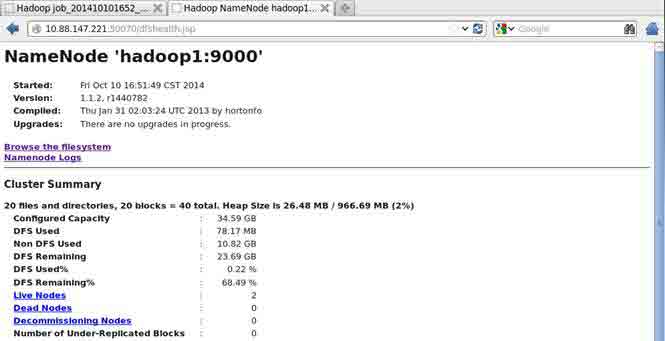 Hadoop job_201410101652_... Hadoop NameNode hadoop1...
10.88.147.221:50070/dfshealth.jsp Google
NameNode 'hadoop1:9000'
Started: Fri Oct 10 16:51:49 CST 2014
Version: 1.1.2, r1440782
Compiled: Thu Jan 31 02:03:24 UTC 2013 by hortonfo
Upgrades: There are no upgrades in progress.
Browse the filesystem
Namenode Logs
Cluster Summary
20 files and directories, 20 blocks = 40 total. Heap Size is 26.48 MB / 966.69 MB (2%)
Configured Capacity : 34.59 GB
DFS Used : 78.17 MB
Non DFS Used : 10.82 GB
DFS Remaining : 23.69 GB
DFS Used% : 0.22 %
DFS Remaining% : 68.49 %
Live Nodes : 2
Dead Nodes : 0
Decommissioning Nodes : 0
Number of Under-Replicated Blocks : 0